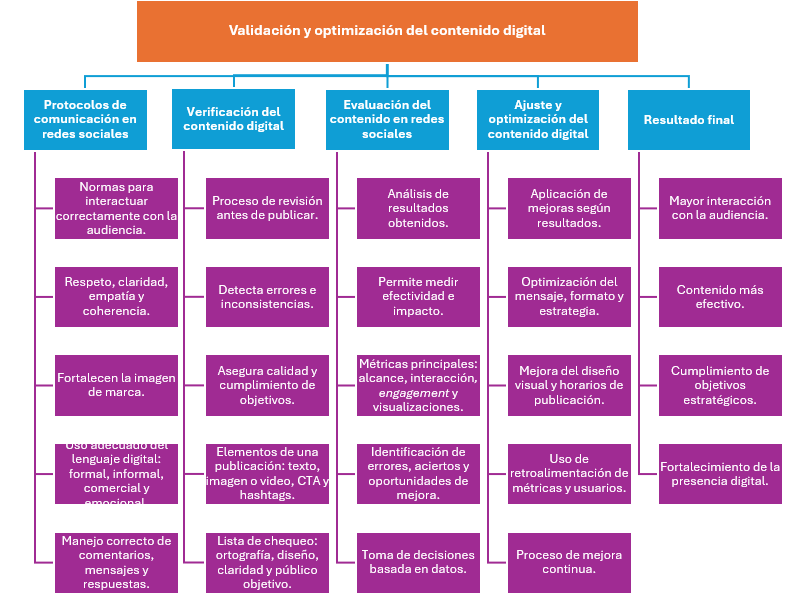 Validación y optimización del contenido digital
Protocolos de
comunicación en
redes sociales
Normas para
interactuar
correctamente con la
audiencia.
Respeto, claridad,
empatía y
coherencia.
Fortalecen la imagen
de marca.
Uso adecuado del
lenguaje digital:
formal, informal,
comercial y
emocional.
Manejo correcto de
comentarios,
mensajes y
respuestas.
Verificación del
contenido digital
Proceso de revisión
antes de publicar.
Detecta errores e
inconsistencias.
Asegura calidad y
cumplimiento de
objetivos.
Elementos de una
publicación: texto,
imagen o video, CTA y
hashtags.
Lista de chequeo:
ortografía, diseño,
claridad y público
objetivo.
Evaluación del
contenido en redes
sociales
Análisis de
resultados
obtenidos.
Permite medir
efectividad e
impacto.
Métricas principales:
alcance, interacción,
engagement y
visualizaciones.
Identificación de
errores, aciertos y
oportunidades de
mejora.
Toma de decisiones
basada en datos.
Ajuste y
optimización del
contenido digital
Aplicación de
mejoras según
resultados.
Optimización del
mensaje, formato y
estrategia.
Mejora del diseño
visual y horarios de
publicación.
Uso de
retroalimentación de
métricas y usuarios.
Proceso de mejora
continua.
Resultado final
Mayor interacción
con la audiencia.
Contenido más
efectivo.
Cumplimiento de
objetivos
estratégicos.
Fortalecimiento de la
presencia digital.